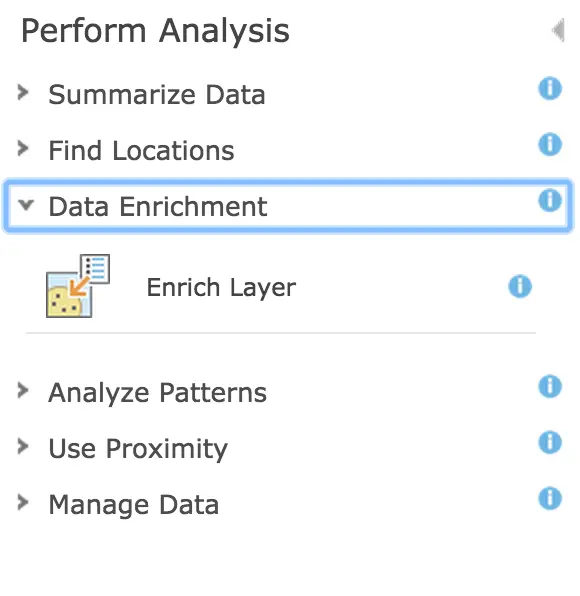 Perform Analysis
Summarize Data
Find Locations
Data Enrichment
Enrich Layer
Analyze Patterns
Use Proximity
Manage Data